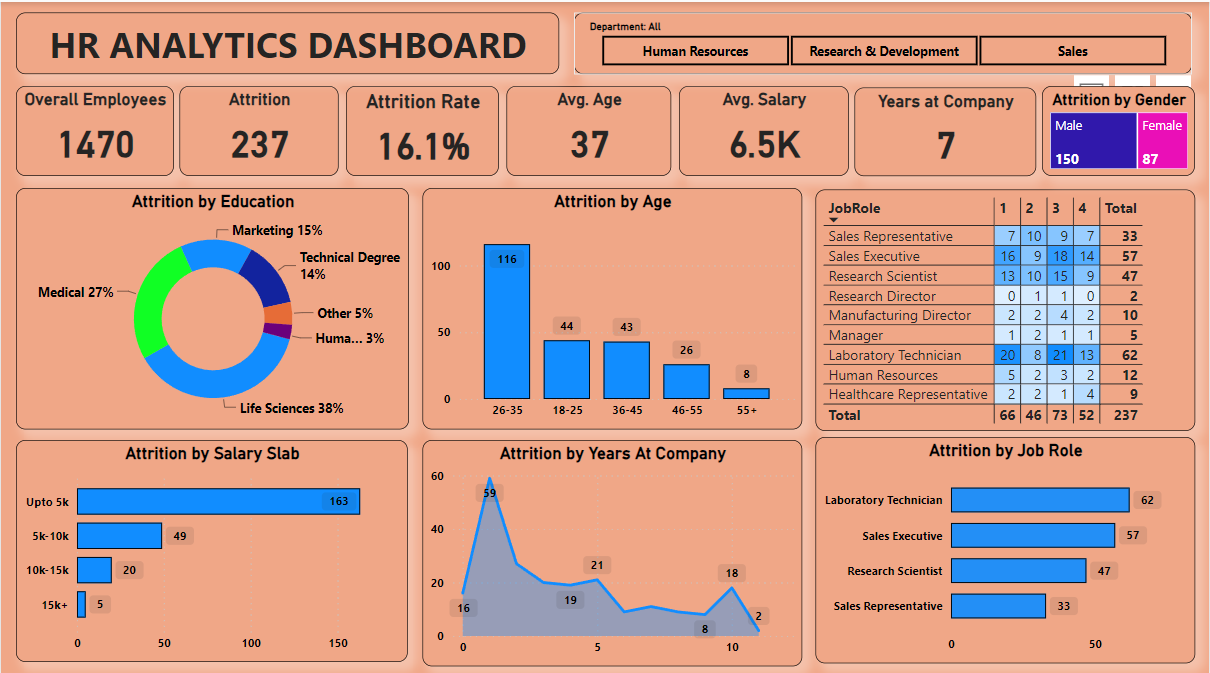 HR ANALYTICS DASHBOARD
Department: All
Human Resources
Research & Development
Sales
Overall Employees
1470
Attrition
237
Attrition Rate
16.1%
Avg. Age
37
Avg. Salary
6.5K
Years at Company
7
Attrition by Gender
Male
150
Female
87
Attrition by Education
Marketing 15%
Technical Degree
14%
Medical 27%
Other 5%
Huma... 3%
Life Sciences 38%
Attrition by Age
100
50
0
116
44
43
26
8
26-35
18-25
36-45
46-55
55+
JobRole 1 2 3 4 Total
Sales Representative 7 10 9 7 33
Sales Executive 16 9 18 14 57
Research Scientist 13 10 15 9 47
Research Director 0 1 1 0 2
Manufacturing Director 2 2 4 2 10
Manager 1 2 1 1 5
Laboratory Technician 20 8 21 13 62
Human Resources 5 2 3 2 12
Healthcare Representative 2 2 1 4 9
Total 66 46 73 52 237
Attrition by Salary Slab
Upto 5k 163
5k-10k 49
10k-15k 20
15k+ 5
0 50 100 150
Attrition by Years At Company
60
40
20
0
16
59
19
21
8
18
2
0 5 10
Attrition by Job Role
Laboratory Technician 62
Sales Executive 57
Research Scientist 47
Sales Representative 33
0 50